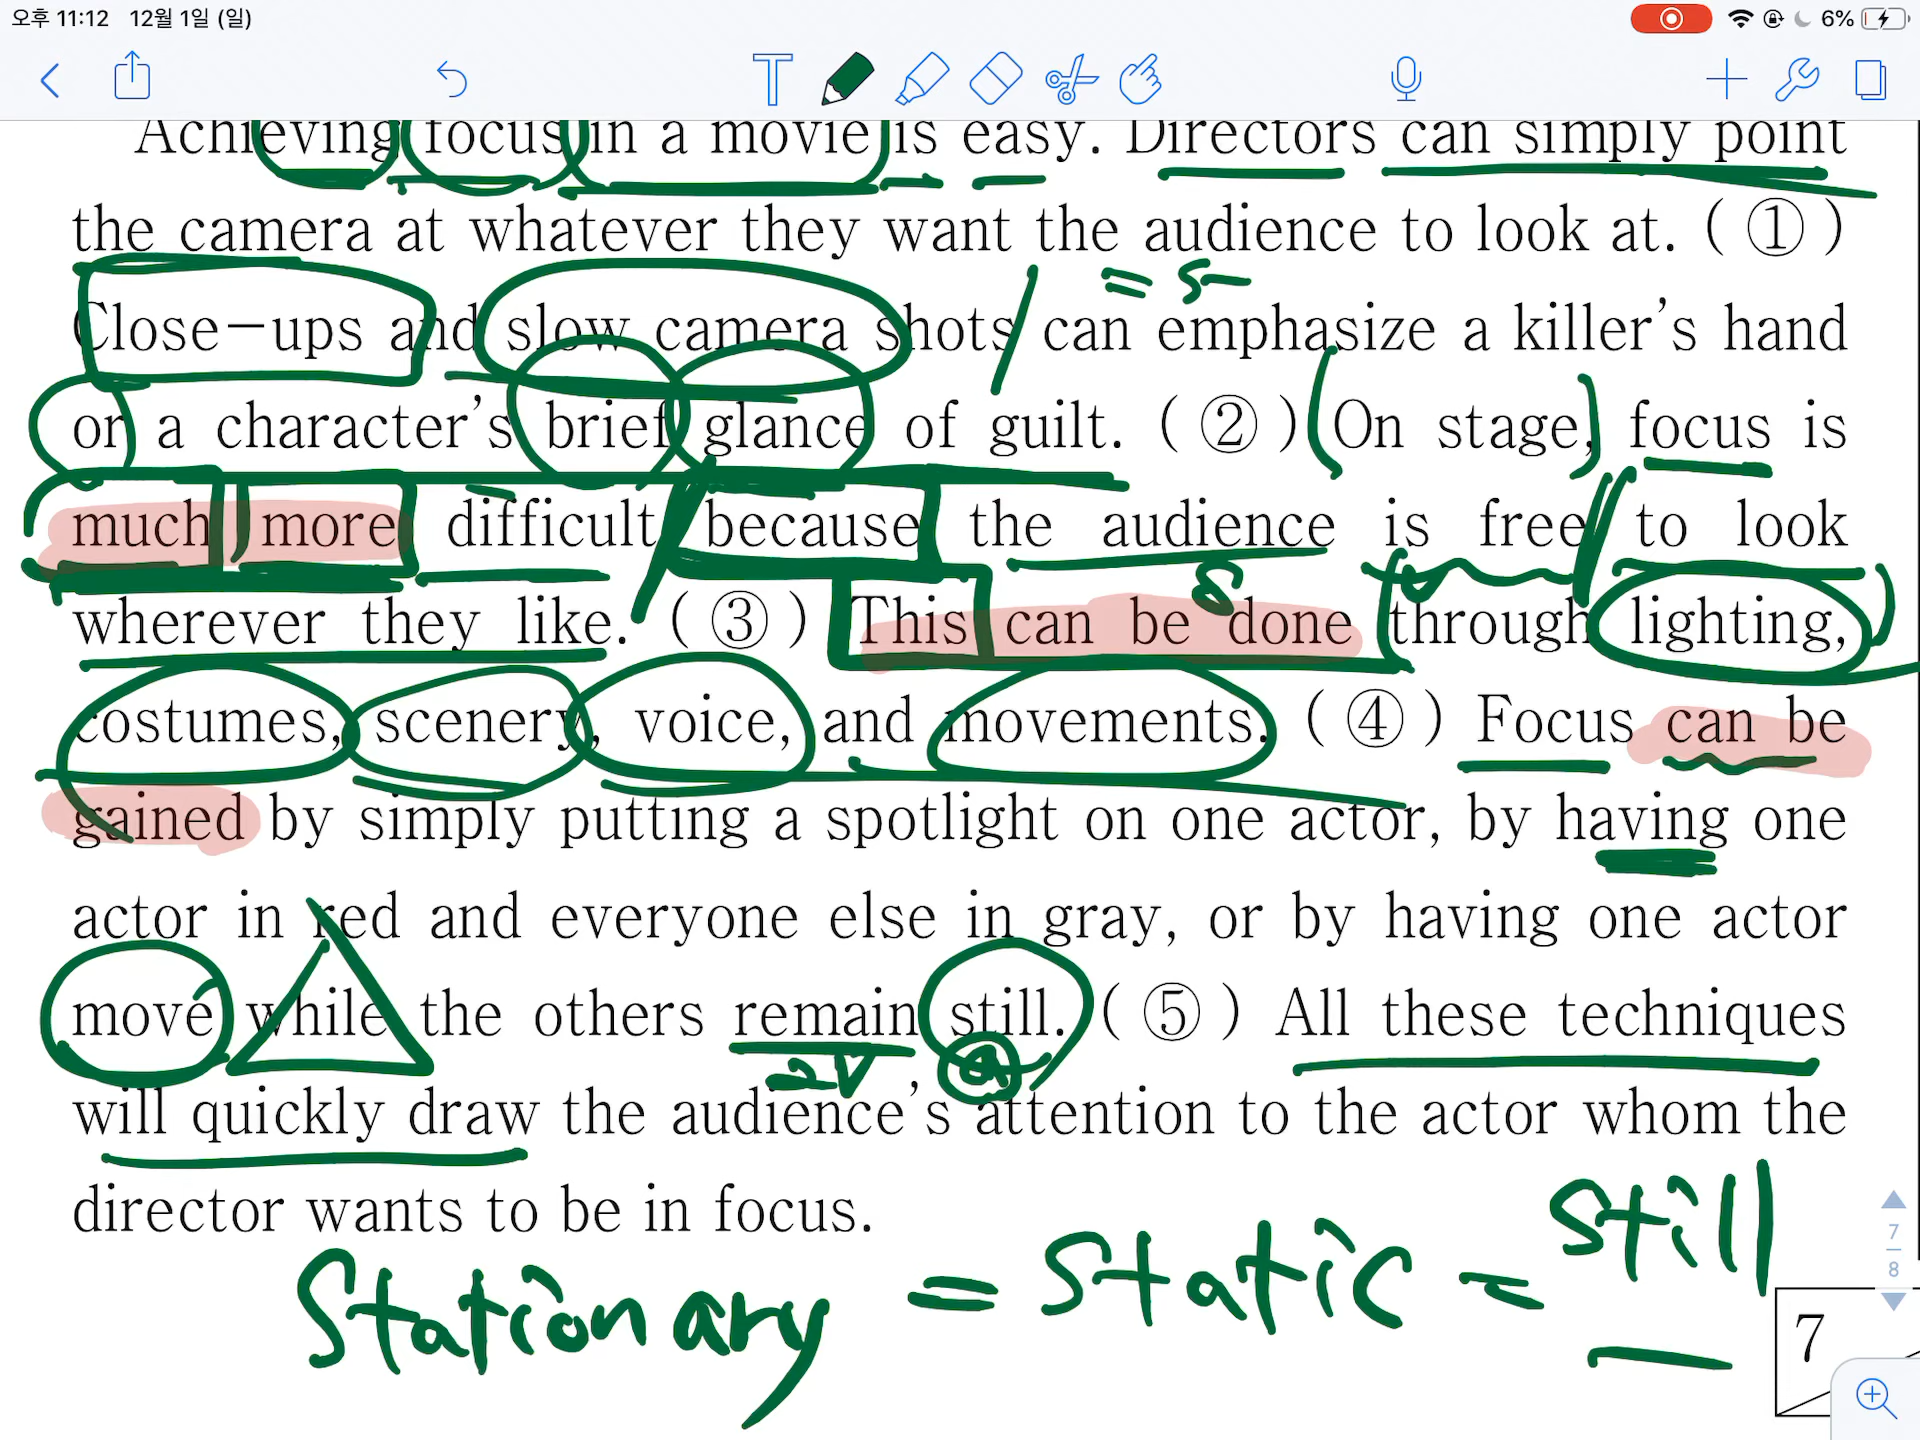 오후 11:12 12월 1일 (일) 6%
T
Achieving focus in a movie is easy. Directors can simply point
the camera at whatever they want the audience to look at. ( ① )
= s
Close-ups and slow camera shots can emphasize a killer's hand
or a character's brief glance of guilt. ( ② ) On stage, focus is
much more difficult because the audience is free to look
wherever they like. ( ③ ) This can be done through lighting,
costumes, scenery, voice, and movements. ( ④ ) Focus can be
gained by simply putting a spotlight on one actor, by having one
actor in red and everyone else in gray, or by having one actor
move while the others remain still. ( ⑤ ) All these techniques
2V a
will quickly draw the audience's attention to the actor whom the
director wants to be in focus.
Stationary = Static = Still
7
8
7